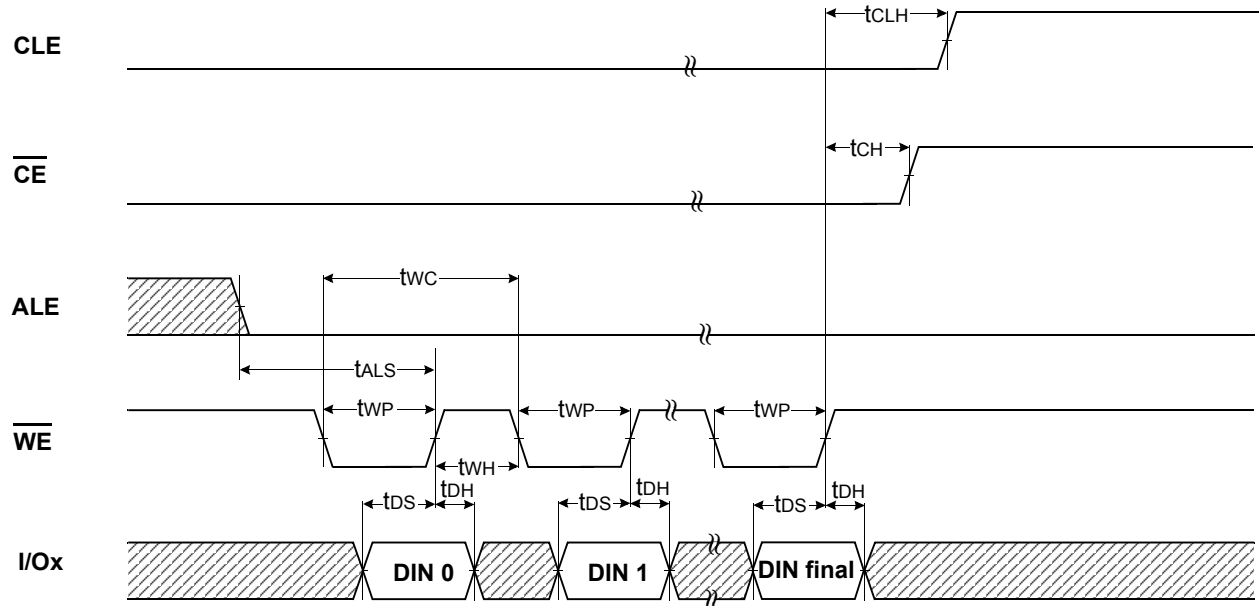 tCLH
CLE
tCH
CE
tWC
ALE
tALS
tWP tWP tWP
WE
tWH
tDS tDH tDS tDH tDS tDH
I/Ox DIN 0 DIN 1 DIN final